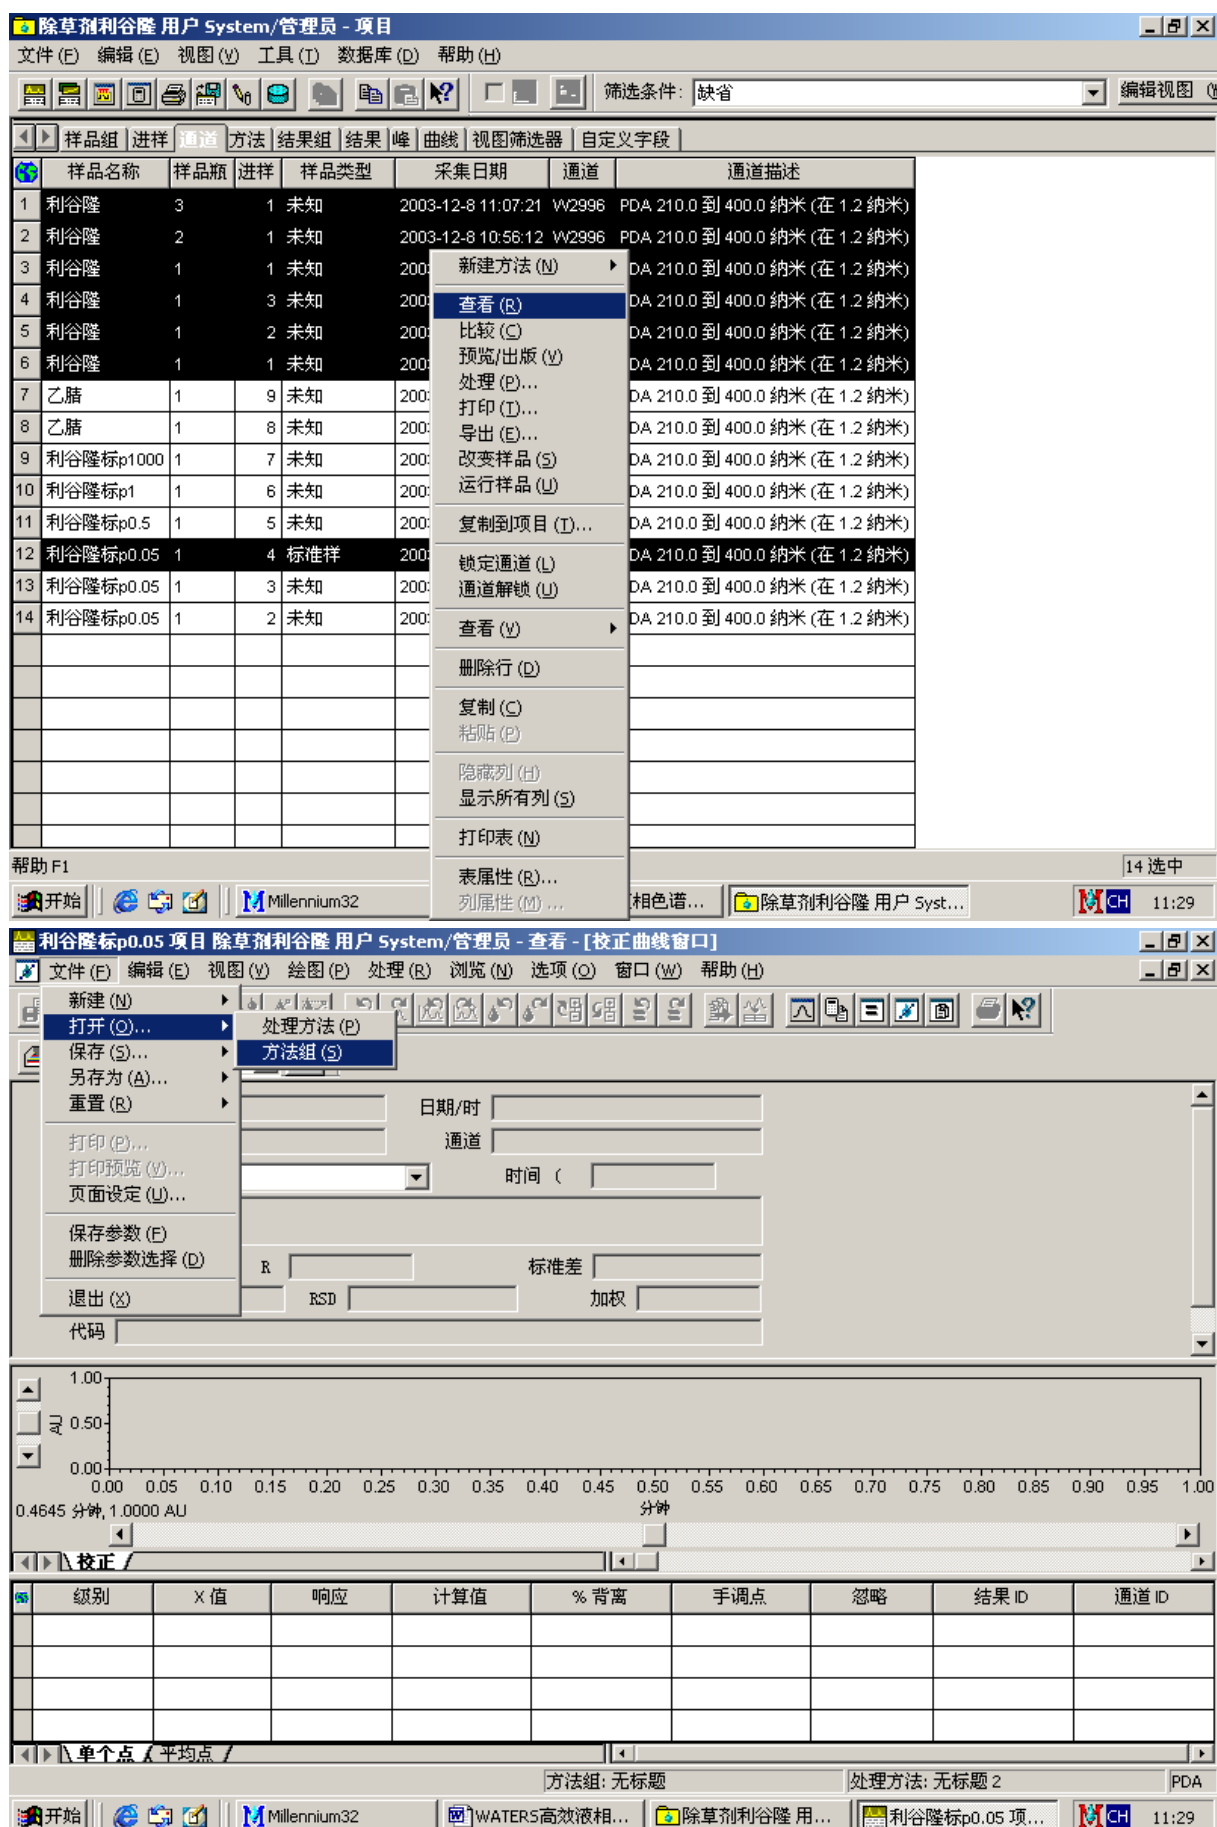 除草剂利谷隆 用户 System/管理员 - 项目
文件(F) 编辑(E) 视图(V) 工具(T) 数据库(D) 帮助(H)
筛选条件: 缺省 编辑视图
样品组 进样 通道 方法 结果组 结果 峰 曲线 视图筛选器 自定义字段
样品名称 样品瓶 进样 样品类型 采集日期 通道 通道描述
1 利谷隆 3 1 未知 2003-12-8 11:07:21 W2996 PDA 210.0 到 400.0 纳米 (在 1.2 纳米)
2 利谷隆 2 1 未知 2003-12-8 10:56:12 W2996 PDA 210.0 到 400.0 纳米 (在 1.2 纳米)
3 利谷隆 1 1 未知 200 DA 210.0 到 400.0 纳米 (在 1.2 纳米)
4 利谷隆 1 3 未知 200 DA 210.0 到 400.0 纳米 (在 1.2 纳米)
5 利谷隆 1 2 未知 200 DA 210.0 到 400.0 纳米 (在 1.2 纳米)
6 利谷隆 1 1 未知 200 DA 210.0 到 400.0 纳米 (在 1.2 纳米)
7 乙腈 1 9 未知 200 DA 210.0 到 400.0 纳米 (在 1.2 纳米)
8 乙腈 1 8 未知 200 DA 210.0 到 400.0 纳米 (在 1.2 纳米)
9 利谷隆标p1000 1 7 未知 200 DA 210.0 到 400.0 纳米 (在 1.2 纳米)
10 利谷隆标p1 1 6 未知 200 DA 210.0 到 400.0 纳米 (在 1.2 纳米)
11 利谷隆标p0.5 1 5 未知 200 DA 210.0 到 400.0 纳米 (在 1.2 纳米)
12 利谷隆标p0.05 1 4 标准样 200 DA 210.0 到 400.0 纳米 (在 1.2 纳米)
13 利谷隆标p0.05 1 3 未知 200 DA 210.0 到 400.0 纳米 (在 1.2 纳米)
14 利谷隆标p0.05 1 2 未知 200 DA 210.0 到 400.0 纳米 (在 1.2 纳米)
新建方法(N)
查看(R)
比较(C)
预览/出版(V)
处理(P)...
打印(T)...
导出(E)...
改变样品(S)
运行样品(U)
复制到项目(T)...
锁定通道(L)
通道解锁(U)
查看(V)
删除行(D)
复制(C)
粘贴(P)
隐藏列(H)
显示所有列(S)
打印表(N)
表属性(R)...
列属性(M)...
帮助 F1 14 选中
开始 Millennium32 相色谱... 除草剂利谷隆 用户 Syst... CH 11:29
利谷隆标p0.05 项目 除草剂利谷隆 用户 System/管理员 - 查看 - [校正曲线窗口]
文件(F) 编辑(E) 视图(V) 绘图(P) 处理(R) 浏览(N) 选项(O) 窗口(W) 帮助(H)
新建(N)
打开(O)... 处理方法(P)
保存(S)... 方法组(S)
另存为(A)...
重置(R)
打印(P)...
打印预览(V)...
页面设定(U)...
保存参数(F)
删除参数选择(D)
退出(X)
日期/时
通道
时间 (
R 标准差
RSD 加权
代码
1.00
AU 0.50
0.00
0.00 0.05 0.10 0.15 0.20 0.25 0.30 0.35 0.40 0.45 0.50 0.55 0.60 0.65 0.70 0.75 0.80 0.85 0.90 0.95 1.00
0.4645 分钟, 1.0000 AU 分钟
校正
级别 X 值 响应 计算值 % 背离 手调点 忽略 结果 ID 通道 ID
单个点 平均点
方法组: 无标题 处理方法: 无标题 2 PDA
开始 Millennium32 WATERS高效液相... 除草剂利谷隆 用... 利谷隆标p0.05 项... CH 11:29